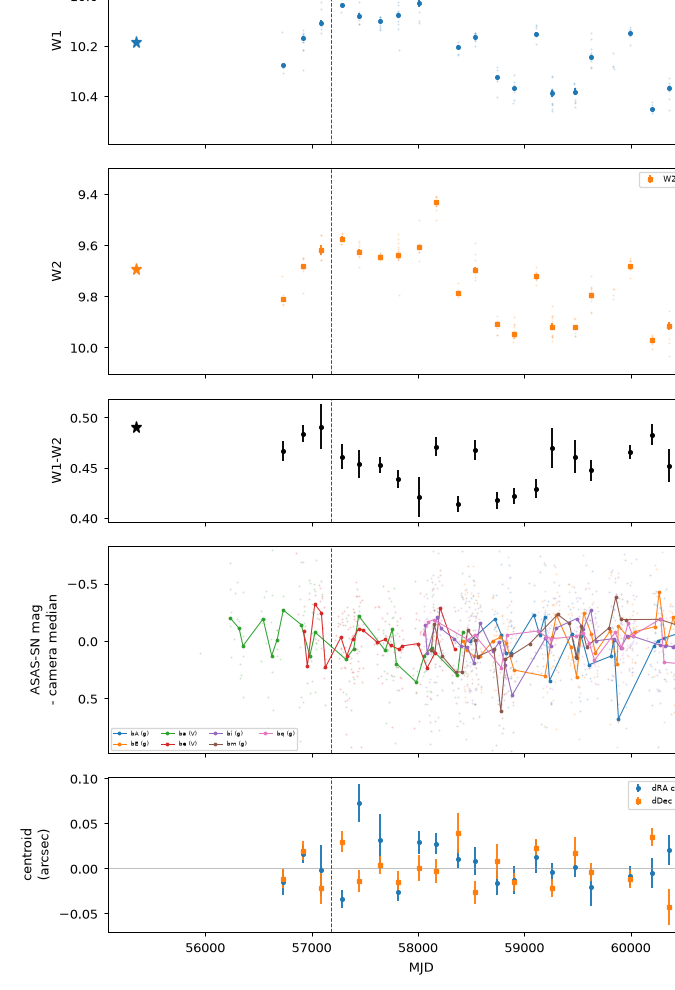 W1
10.2
10.4
W2
9.4
9.6
9.8
10.0
W2
W1-W2
0.50
0.45
0.40
ASAS-SN mag
- camera median
−0.5
0.0
0.5
bA (g)
ba (V)
bi (g)
bq (g)
bE (g)
be (V)
bm (g)
centroid
(arcsec)
0.10
0.05
0.00
−0.05
dRA c
dDec
56000
57000
58000
59000
60000
MJD